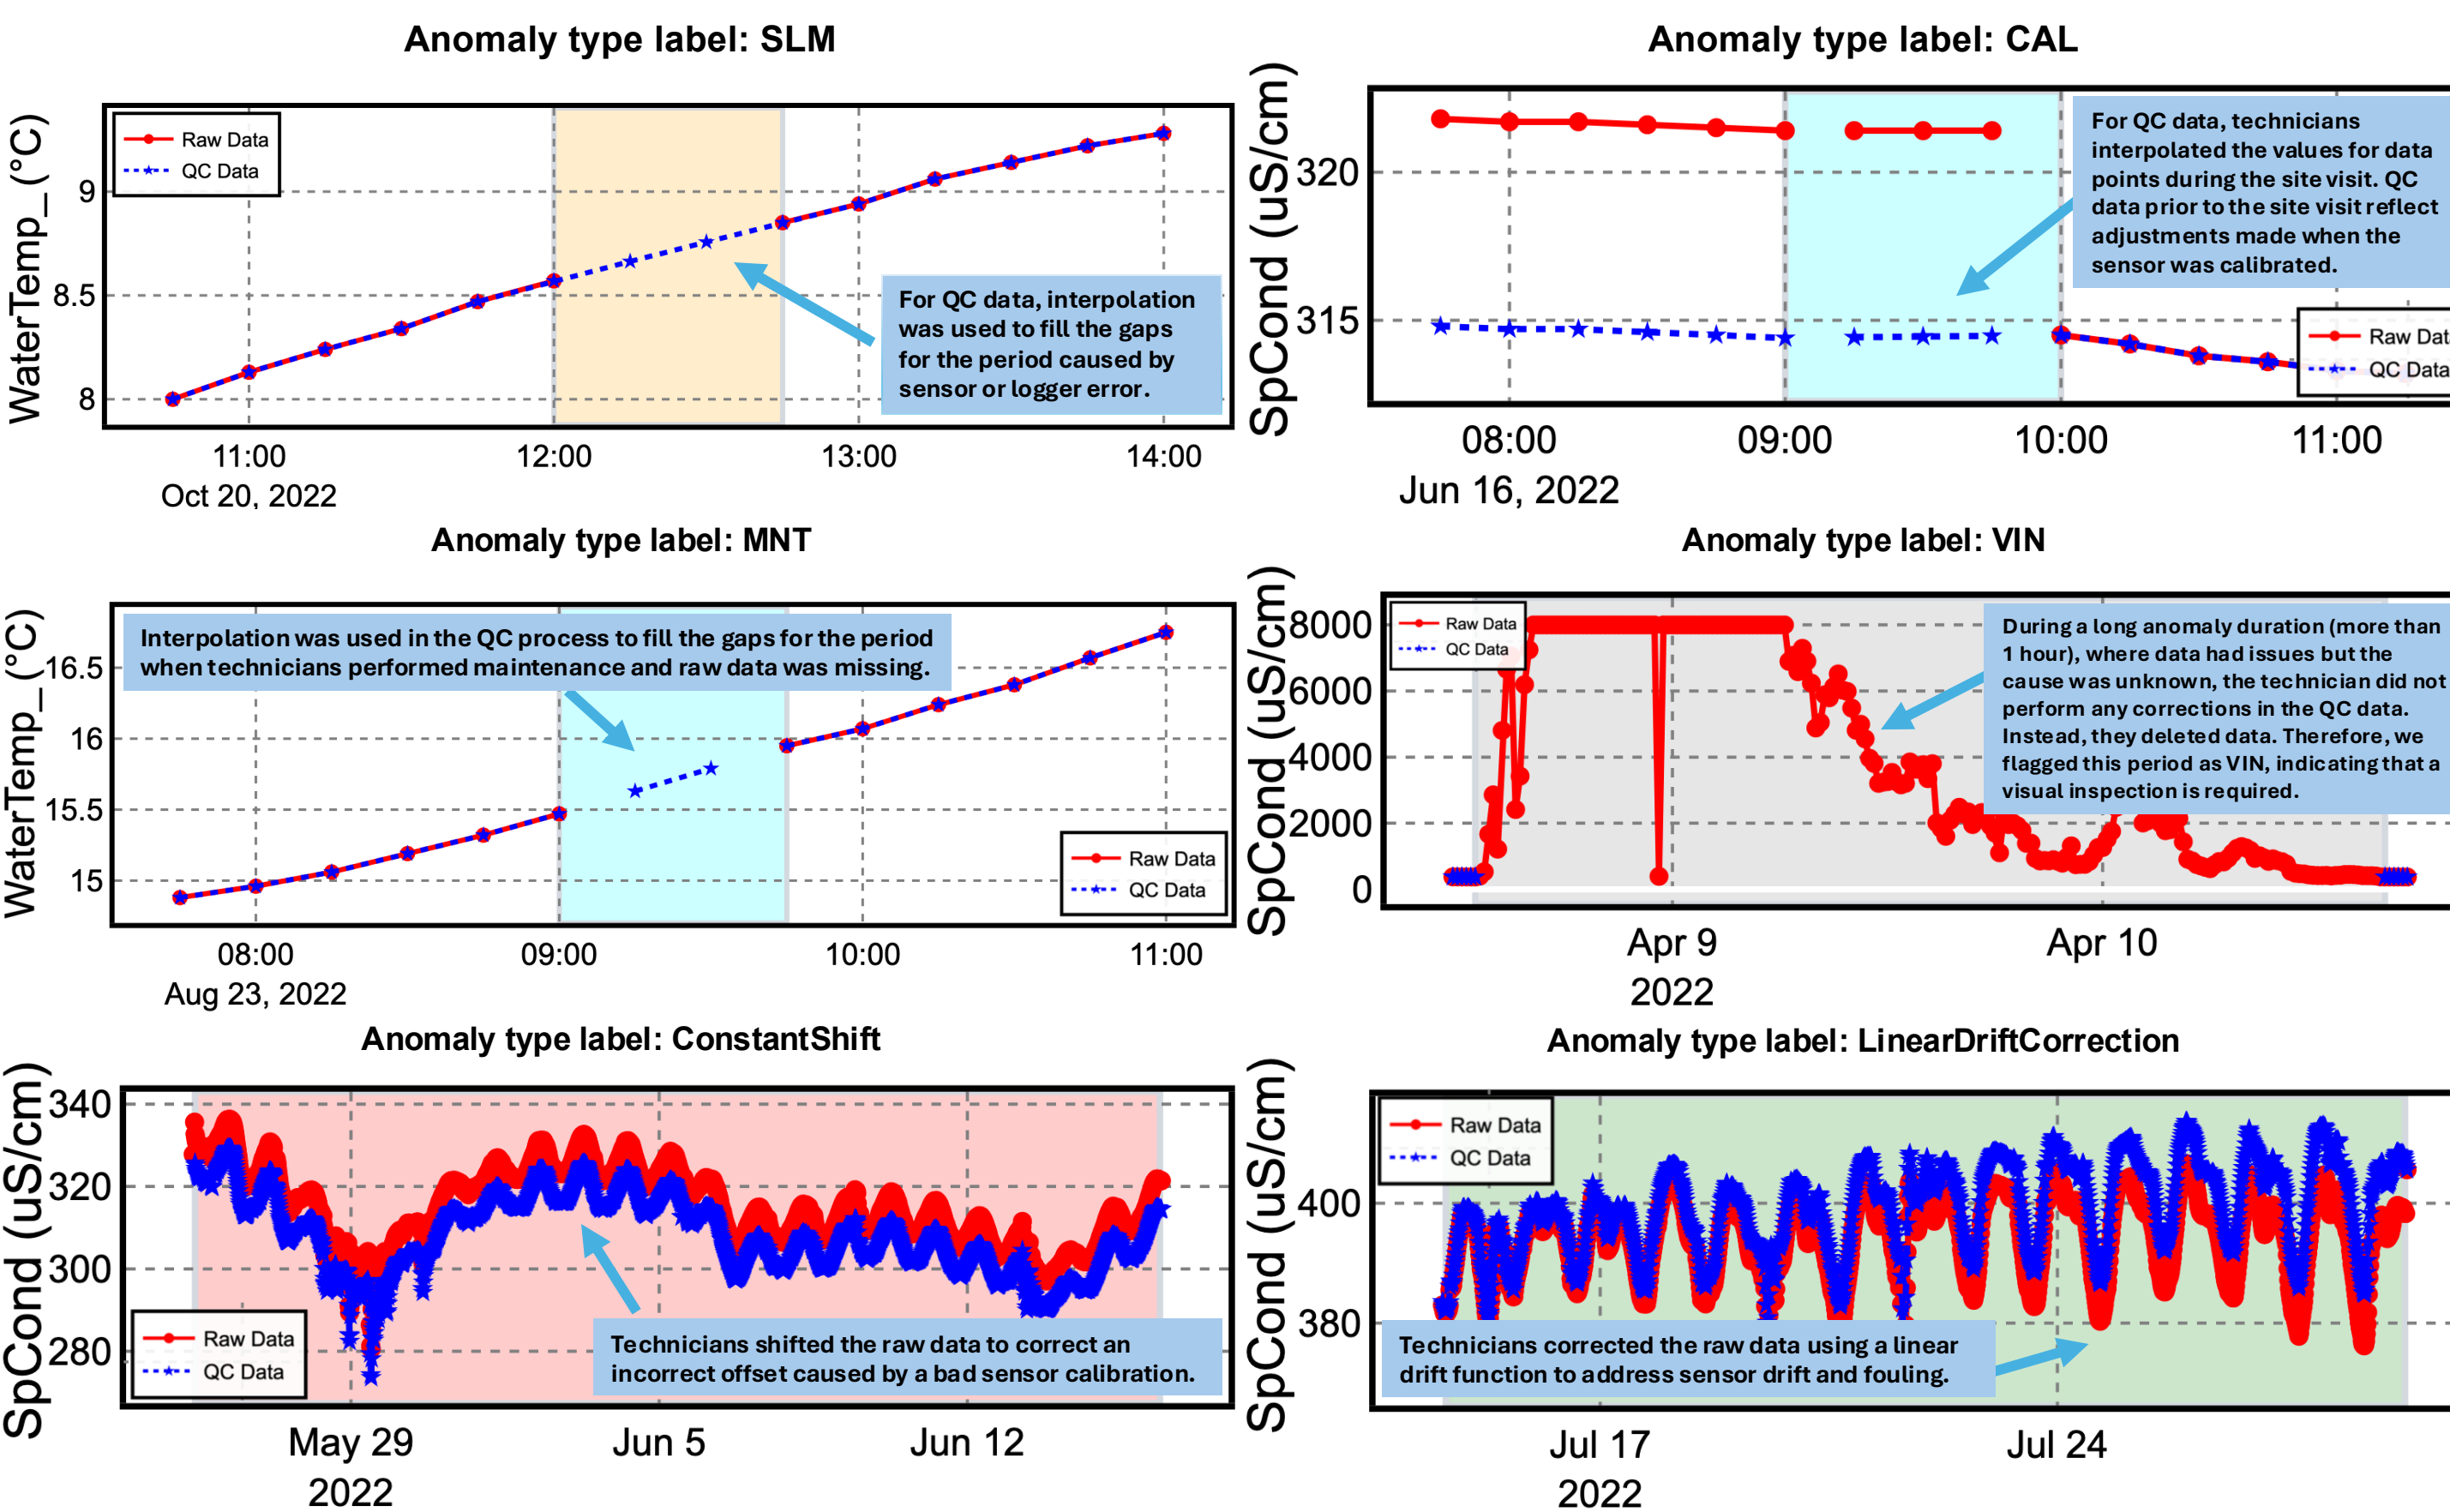 Anomaly type label: SLM
WaterTemp_(°C)
9
8.5
8
Raw Data
QC Data
For QC data, interpolation
was used to fill the gaps
for the period caused by
sensor or logger error.
11:00
12:00
13:00
14:00
Oct 20, 2022
Anomaly type label: CAL
SpCond (uS/cm)
320
315
For QC data, technicians
interpolated the values for data
points during the site visit. QC
data prior to the site visit reflect
adjustments made when the
sensor was calibrated.
Raw Dat
QC Data
08:00
09:00
10:00
11:00
Jun 16, 2022
Anomaly type label: MNT
WaterTemp_(°C)
16.5
16
15.5
15
Interpolation was used in the QC process to fill the gaps for the period
when technicians performed maintenance and raw data was missing.
Raw Data
QC Data
08:00
09:00
10:00
11:00
Aug 23, 2022
Anomaly type label: VIN
SpCond (uS/cm)
8000
6000
4000
2000
0
Raw Data
QC Data
During a long anomaly duration (more than
1 hour), where data had issues but the
cause was unknown, the technician did not
perform any corrections in the QC data.
Instead, they deleted data. Therefore, we
flagged this period as VIN, indicating that a
visual inspection is required.
Apr 9
Apr 10
2022
Anomaly type label: ConstantShift
SpCond (uS/cm)
340
320
300
280
Raw Data
QC Data
Technicians shifted the raw data to correct an
incorrect offset caused by a bad sensor calibration.
May 29
Jun 5
Jun 12
2022
Anomaly type label: LinearDriftCorrection
SpCond (uS/cm)
400
380
Raw Data
QC Data
Technicians corrected the raw data using a linear
drift function to address sensor drift and fouling.
Jul 17
Jul 24
2022